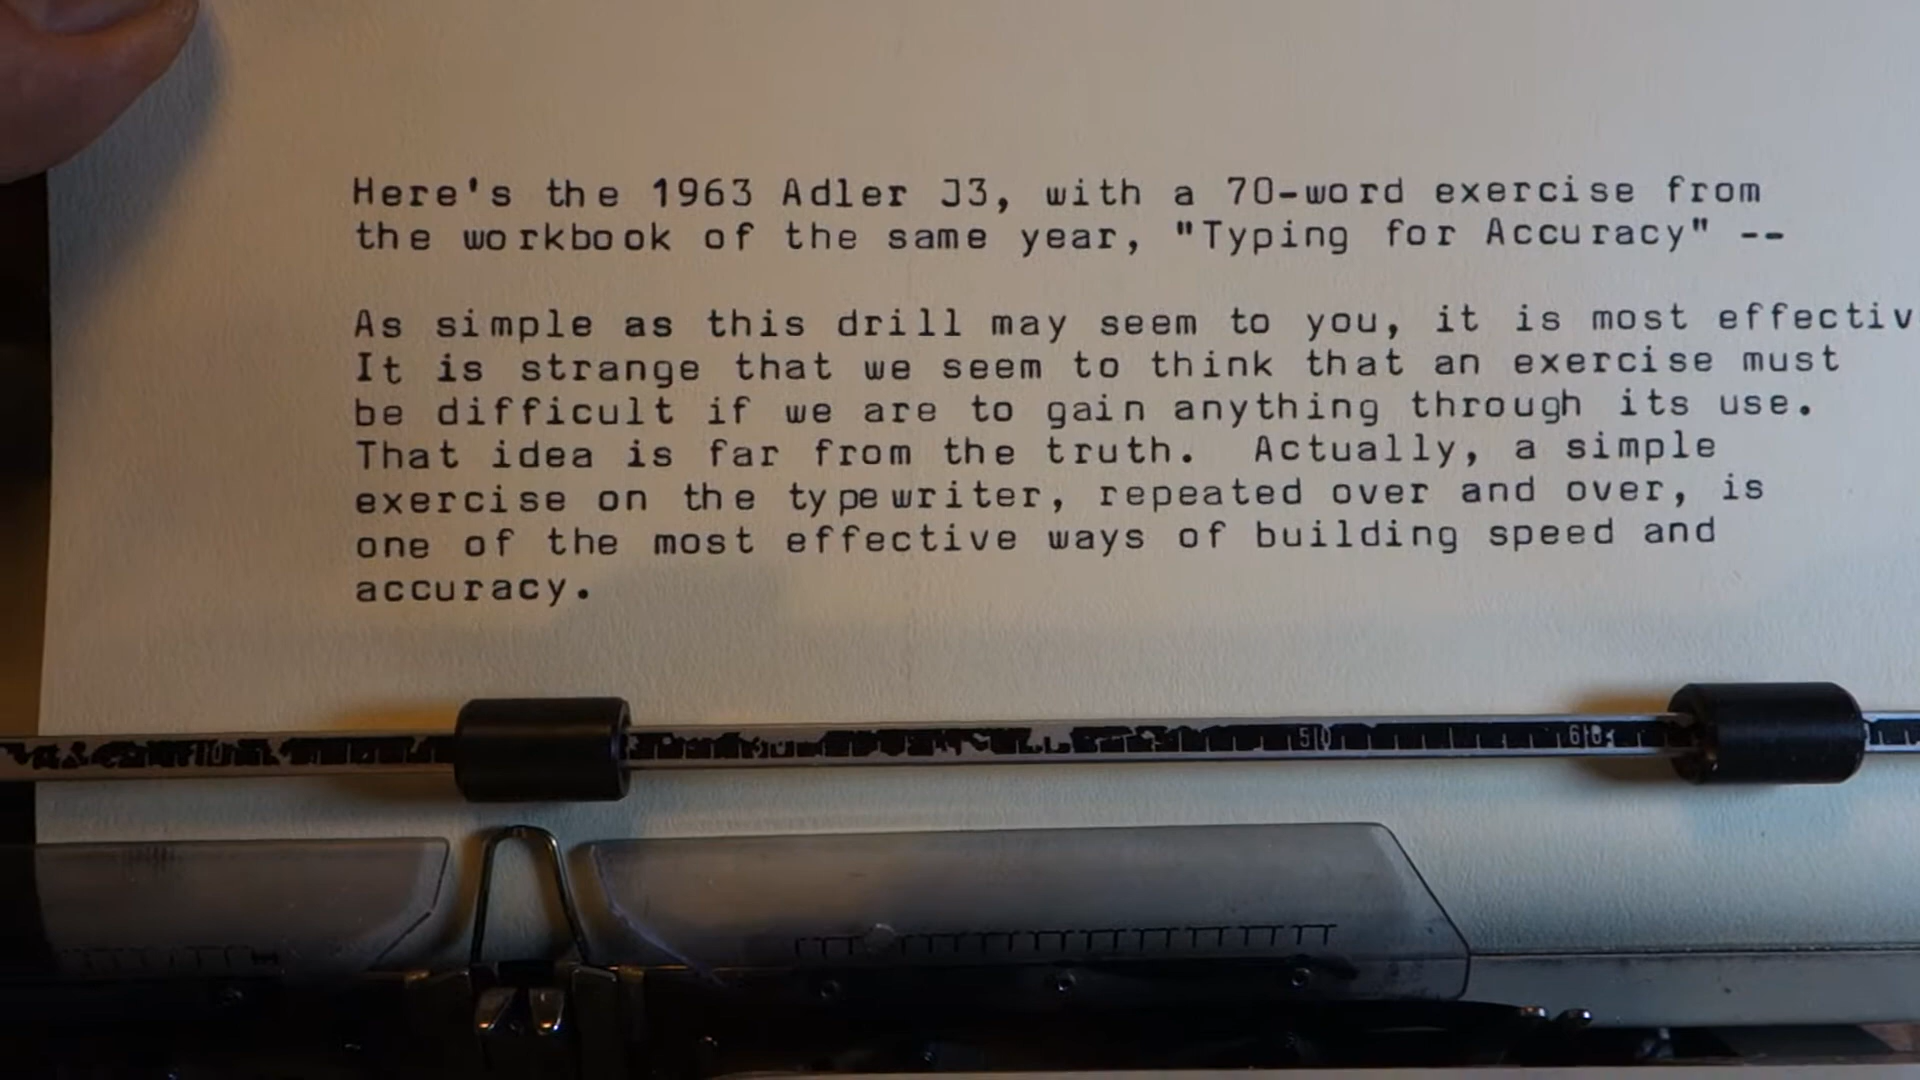 Here's the 1963 Adler J3, with a 70-word exercise from
the workbook of the same year, "Typing for Accuracy" --
As simple as this drill may seem to you, it is most effectiv
It is strange that we seem to think that an exercise must
be difficult if we are to gain anything through its use.
That idea is far from the truth.  Actually, a simple
exercise on the typewriter, repeated over and over, is
one of the most effective ways of building speed and
accuracy.
50 60